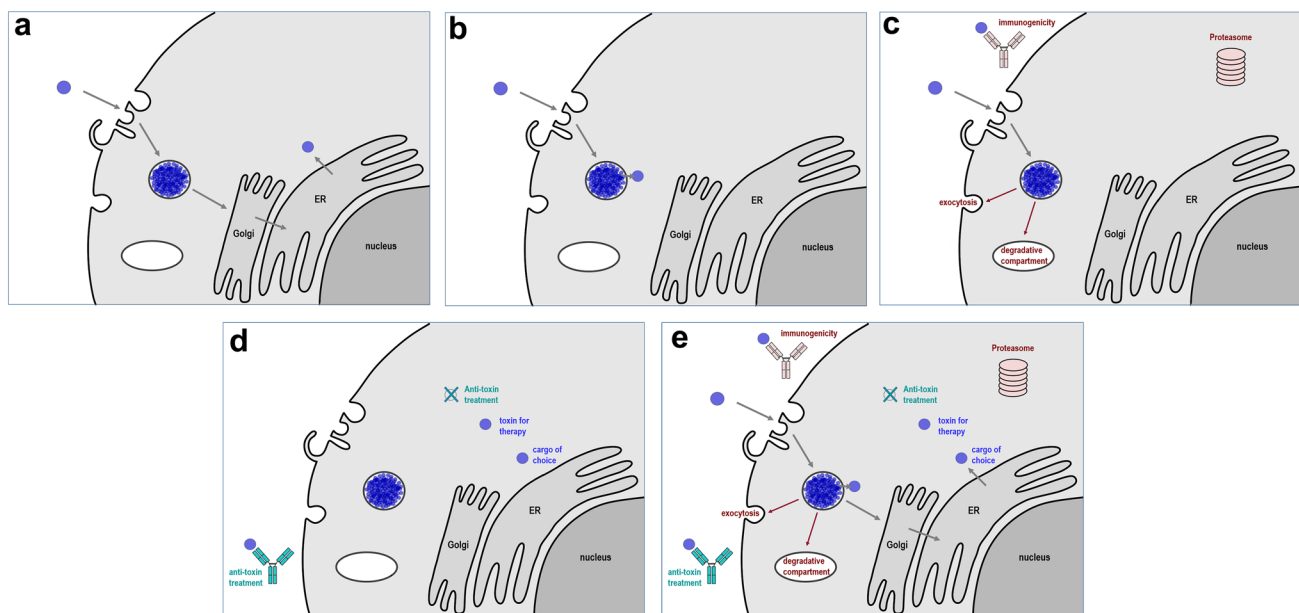 a
ER
Golgi
nucleus
b
ER
Golgi
nucleus
c
immunogenicity
Proteasome
exocytosis
ER
Golgi
degradative
compartment
nucleus
d
Anti-toxin
treatment
toxin for
therapy
cargo of
choice
ER
Golgi
nucleus
anti-toxin
treatment
e
immunogenicity
Proteasome
Anti-toxin
treatment
toxin for
therapy
cargo of
choice
exocytosis
ER
Golgi
nucleus
degradative
compartment
anti-toxin
treatment